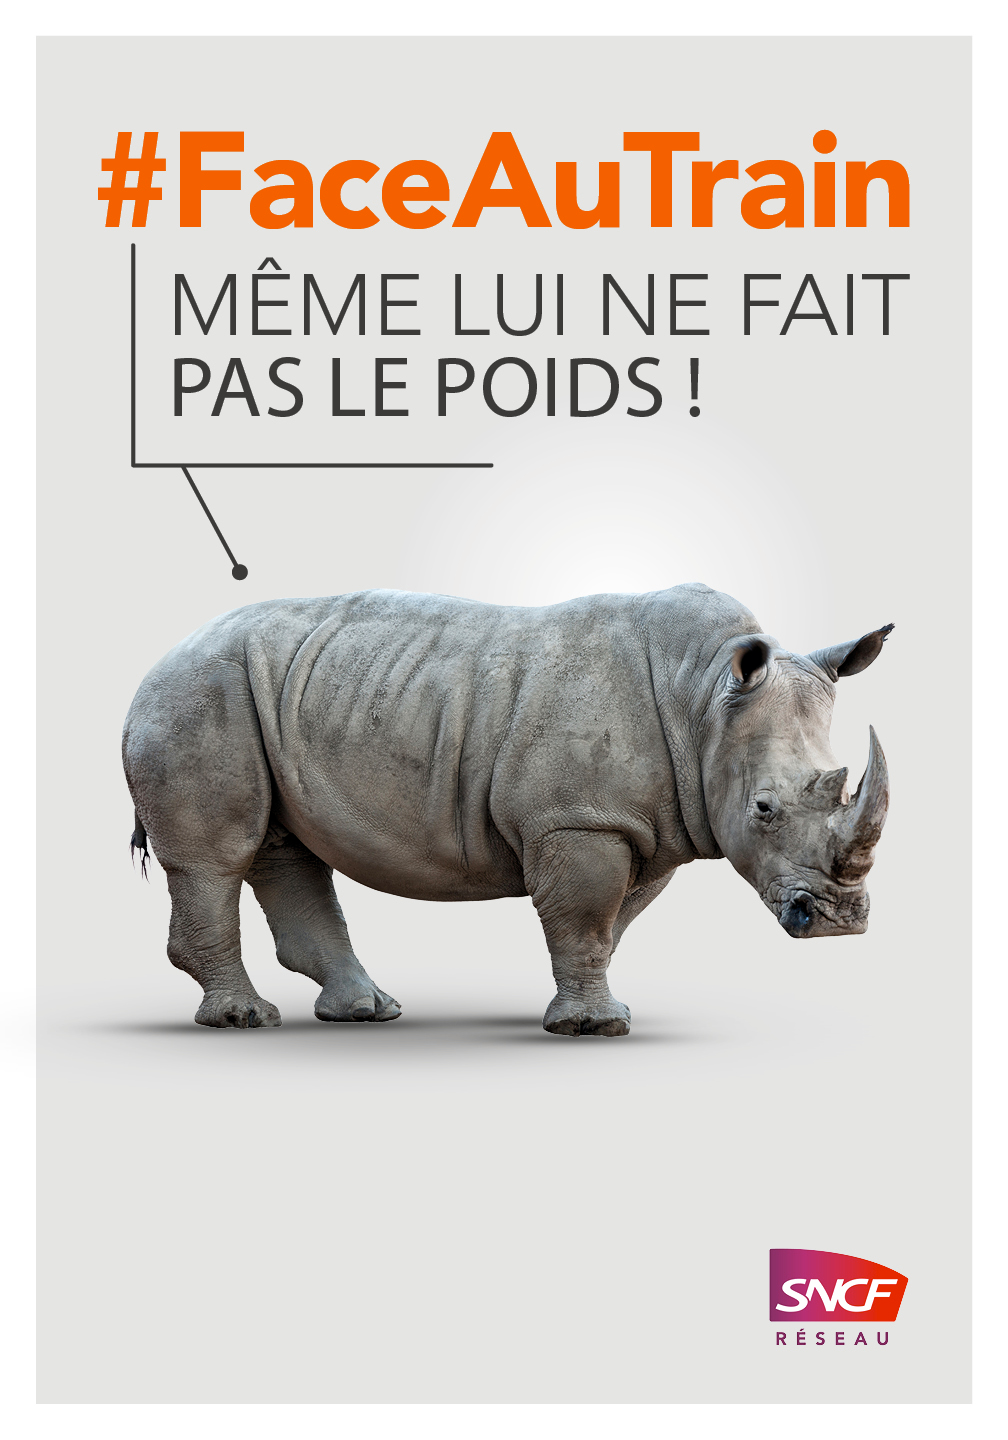 #FaceAuTrain
MÊME LUI NE FAIT
PAS LE POIDS !
SNCF
RÉSEAU